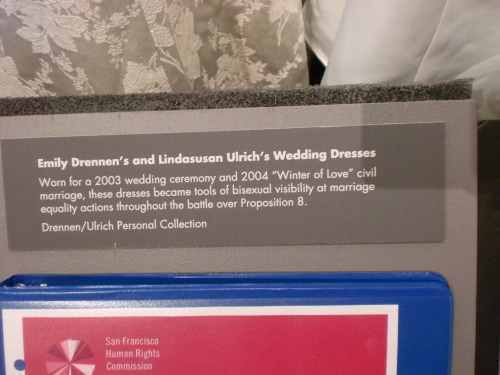 Emily Drennen's and Lindasusan Ulrich's Wedding Dresses
Worn for a 2003 wedding ceremony and 2004 "Winter of Love" civil
marriage, these dresses became tools of bisexual visibility at marriage
equality actions throughout the battle over Proposition 8.
Drennen/Ulrich Personal Collection
San Francisco
Human Rights
Commission